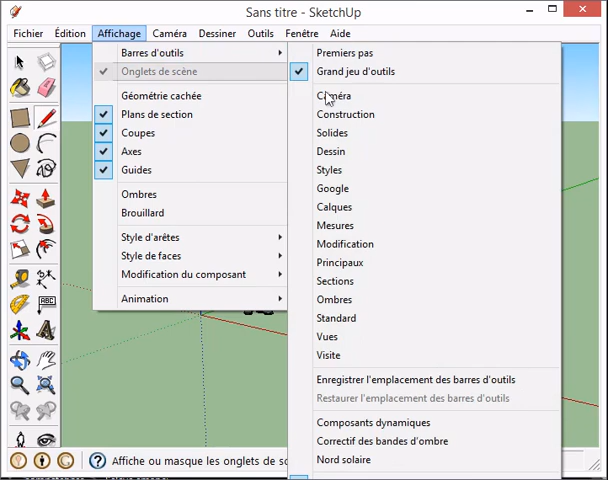 Sans titre - SketchUp
Fichier Édition Affichage Caméra Dessiner Outils Fenêtre Aide
Barres d'outils
Onglets de scène
Géométrie cachée
Plans de section
Coupes
Axes
Guides
Ombres
Brouillard
Style d'arêtes
Style de faces
Modification du composant
Animation
Premiers pas
Grand jeu d'outils
Caméra
Construction
Solides
Dessin
Styles
Google
Calques
Mesures
Modification
Principaux
Sections
Ombres
Standard
Vues
Visite
Enregistrer l'emplacement des barres d'outils
Restaurer l'emplacement des barres d'outils
Composants dynamiques
Correctif des bandes d'ombre
Nord solaire
ABC
A
Affiche ou masque les onglets de sc